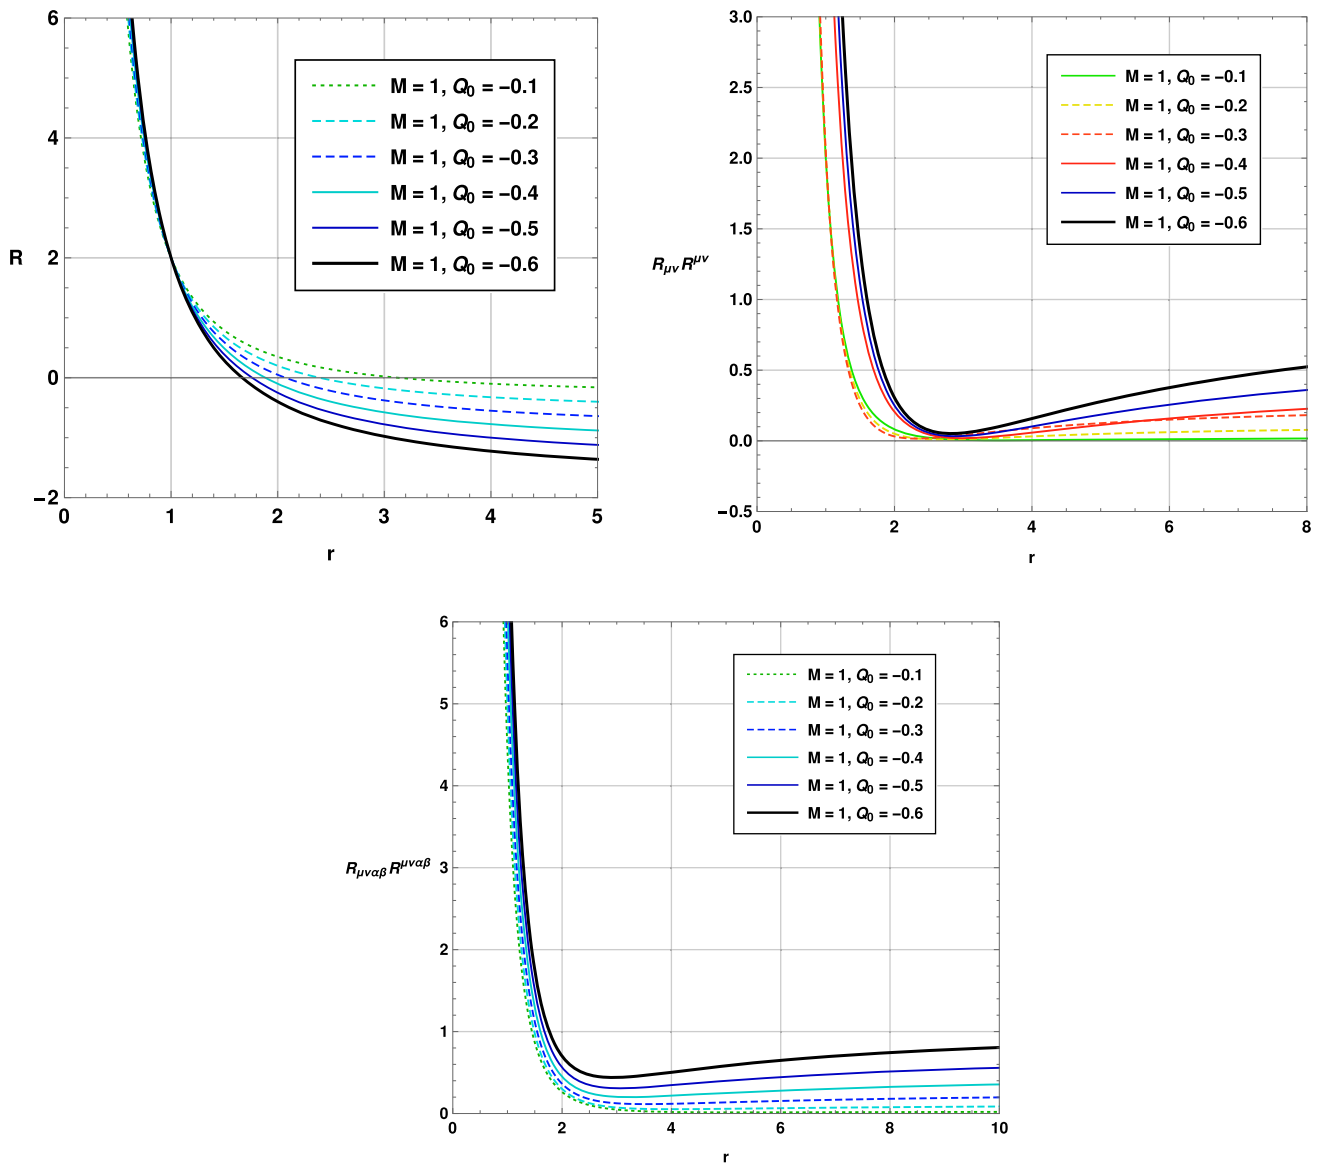 6
4
2
0
−2
R
0
1
2
3
4
5
r
M = 1, Q₀ = −0.1
M = 1, Q₀ = −0.2
M = 1, Q₀ = −0.3
M = 1, Q₀ = −0.4
M = 1, Q₀ = −0.5
M = 1, Q₀ = −0.6
3.0
2.5
2.0
1.5
1.0
0.5
0.0
−0.5
R_{μν} R^{μν}
0
2
4
6
8
r
M = 1, Q₀ = −0.1
M = 1, Q₀ = −0.2
M = 1, Q₀ = −0.3
M = 1, Q₀ = −0.4
M = 1, Q₀ = −0.5
M = 1, Q₀ = −0.6
6
5
4
3
2
1
0
R_{μναβ} R^{μναβ}
0
2
4
6
8
10
r
M = 1, Q₀ = −0.1
M = 1, Q₀ = −0.2
M = 1, Q₀ = −0.3
M = 1, Q₀ = −0.4
M = 1, Q₀ = −0.5
M = 1, Q₀ = −0.6